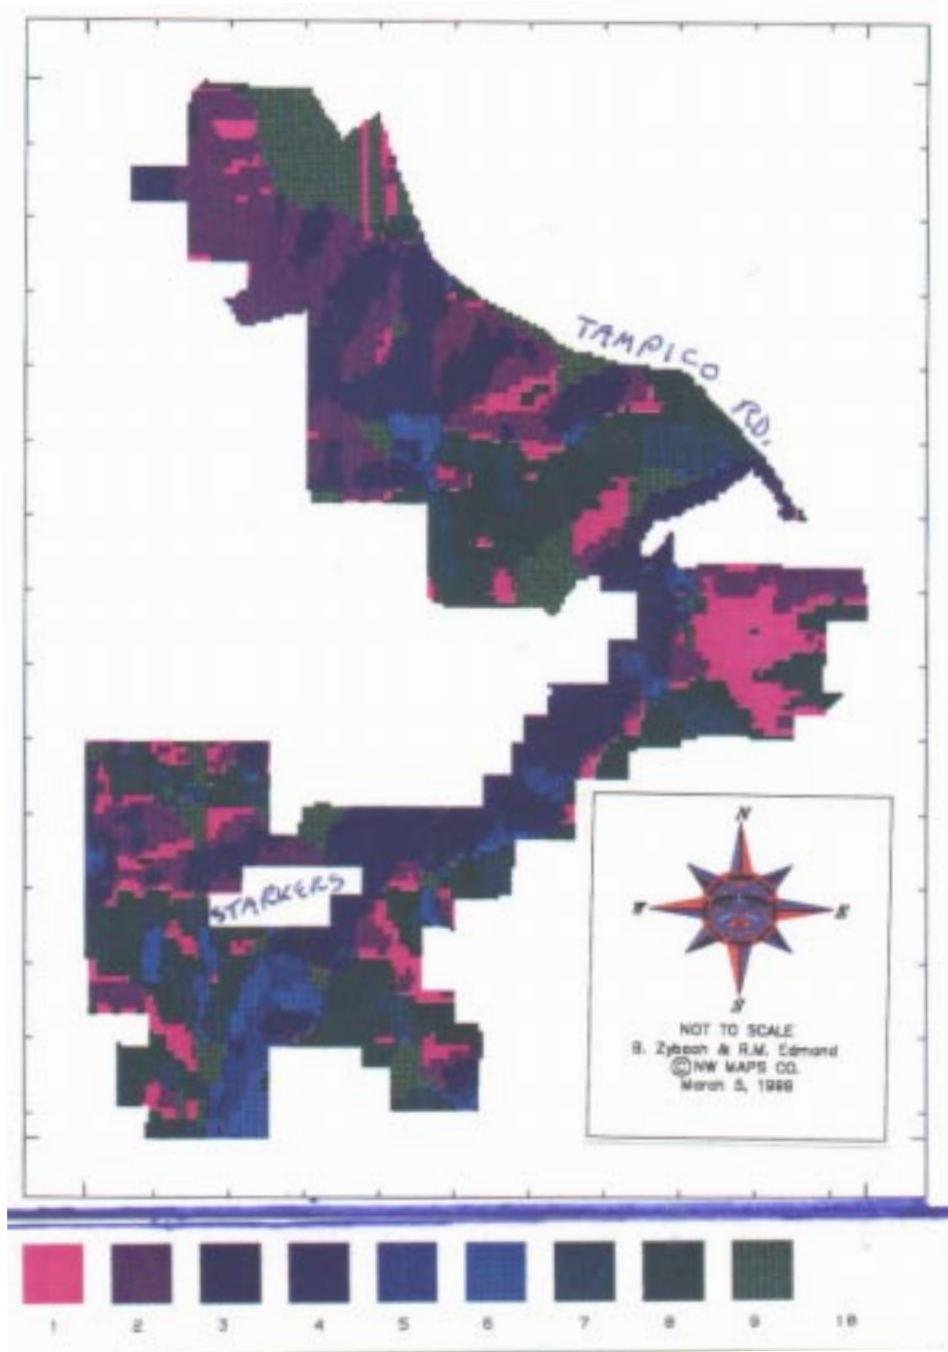 TAMPICO
RD.
STARKERS
N
W
E
S
NOT TO SCALE
B. Zybach & R.M. Edmond
© NW MAPS CO.
March 5,
1 2 3 4 5 6 7 8 9 10